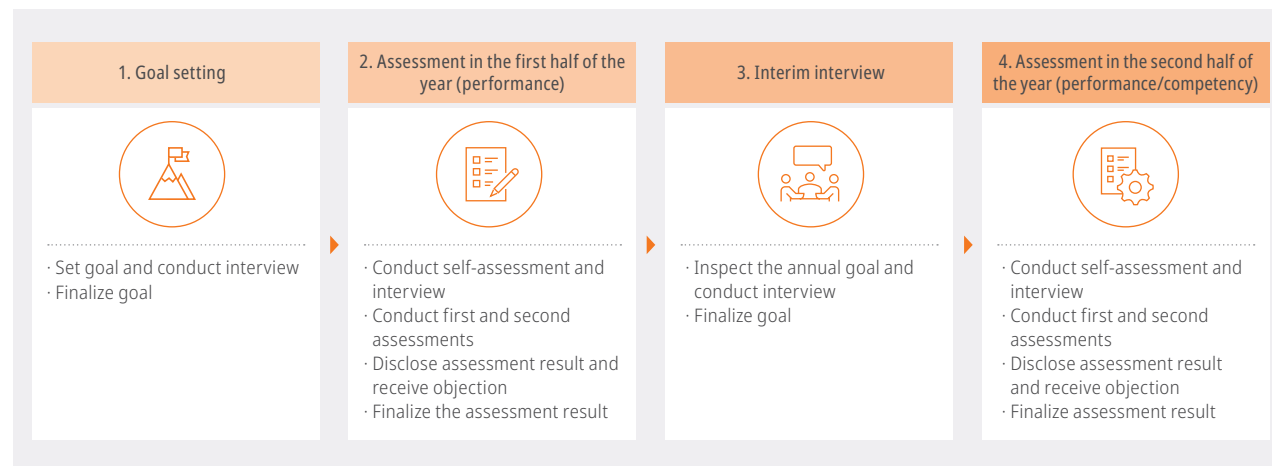 1. Goal setting
· Set goal and conduct interview
· Finalize goal
2. Assessment in the first half of the
year (performance)
· Conduct self-assessment and
interview
· Conduct first and second
assessments
· Disclose assessment result and
receive objection
· Finalize the assessment result
3. Interim interview
· Inspect the annual goal and
conduct interview
· Finalize goal
4. Assessment in the second half of
the year (performance/competency)
· Conduct self-assessment and
interview
· Conduct first and second
assessments
· Disclose assessment result
and receive objection
· Finalize assessment result